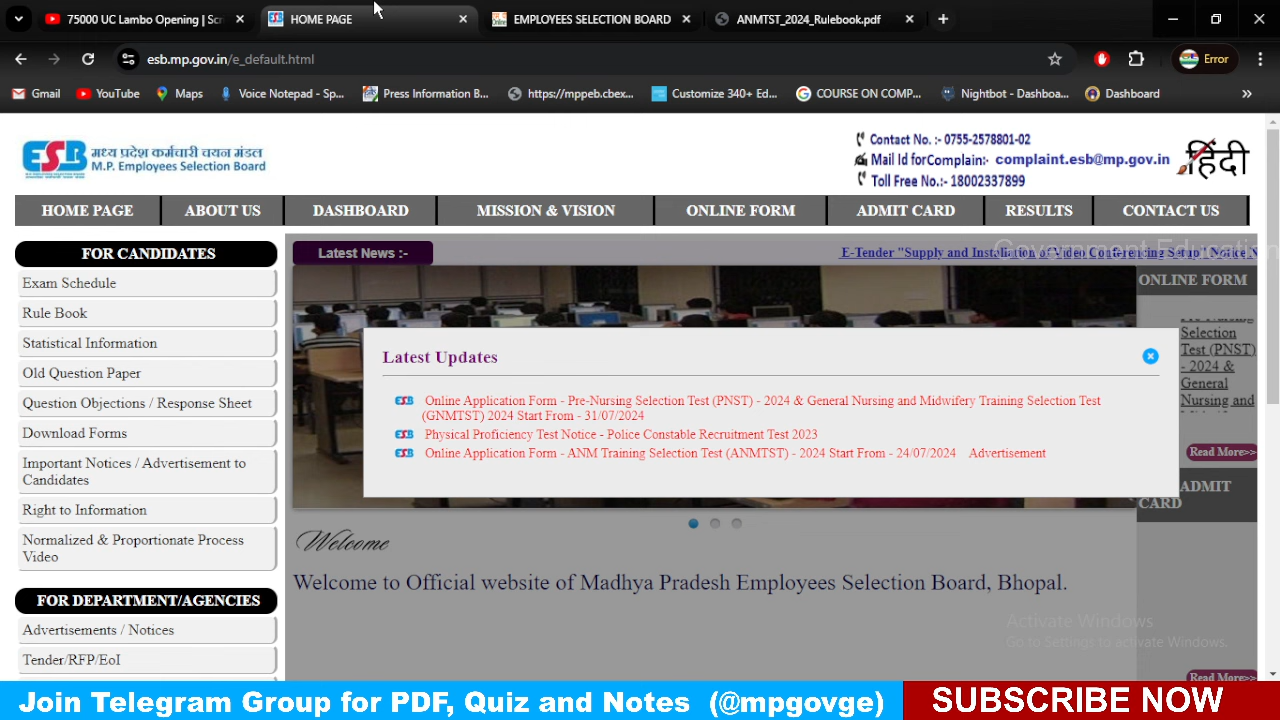 75000 UC Lambo Opening | Scr
HOME PAGE
EMPLOYEES SELECTION BOARD
ANMTST_2024_Rulebook.pdf
esb.mp.gov.in/e_default.html
Error
Gmail
YouTube
Maps
Voice Notepad - Sp...
Press Information B...
https://mppeb.cbex...
Customize 340+ Ed...
COURSE ON COMP...
Nightbot - Dashboa...
Dashboard
ESB
मध्य प्रदेश कर्मचारी चयन मंडल
M.P. Employees Selection Board
Contact No. :- 0755-2578801-02
Mail Id forComplain:- complaint.esb@mp.gov.in
Toll Free No.:- 18002337899
हिंदी
HOME PAGE ABOUT US DASHBOARD MISSION & VISION ONLINE FORM ADMIT CARD RESULTS CONTACT US
FOR CANDIDATES
Exam Schedule
Rule Book
Statistical Information
Old Question Paper
Question Objections / Response Sheet
Download Forms
Important Notices / Advertisement to
Candidates
Right to Information
Normalized & Proportionate Process
Video
FOR DEPARTMENT/AGENCIES
Advertisements / Notices
Tender/RFP/EoI
Latest News :-
E-Tender "Supply and Installation of Video Conferencing Setup" Notice N
Government Education
ONLINE FORM
Pre-Nursing
Selection
Test (PNST)
- 2024 &
General
Nursing and
Read More>>
ADMIT
CARD
Read More>>
Latest Updates
ESB Online Application Form - Pre-Nursing Selection Test (PNST) - 2024 & General Nursing and Midwifery Training Selection Test
(GNMTST) 2024 Start From - 31/07/2024
ESB Physical Proficiency Test Notice - Police Constable Recruitment Test 2023
ESB Online Application Form - ANM Training Selection Test (ANMTST) - 2024 Start From - 24/07/2024 Advertisement
Welcome
Welcome to Official website of Madhya Pradesh Employees Selection Board, Bhopal.
Activate Windows
Go to Settings to activate Windows.
Join Telegram Group for PDF, Quiz and Notes (@mpgovge)
SUBSCRIBE NOW